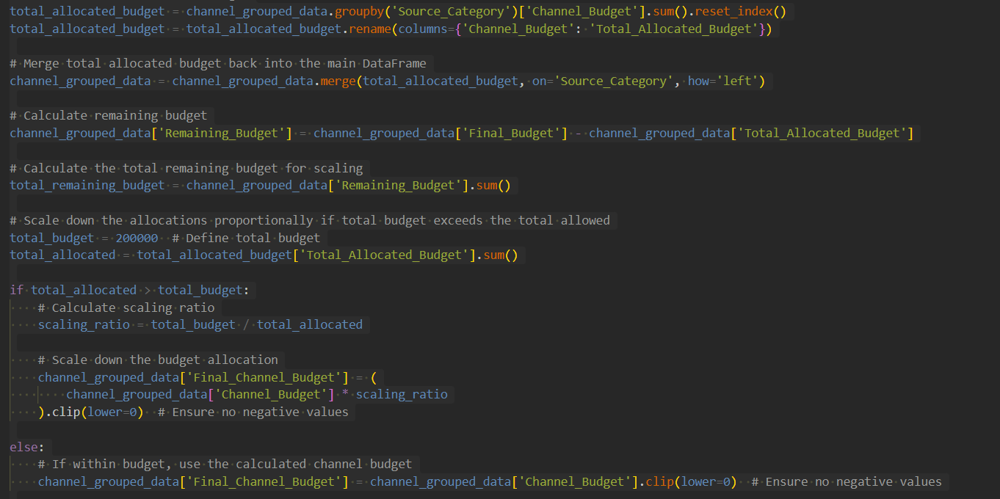 total_allocated_budget = channel_grouped_data.groupby('Source_Category')['Channel_Budget'].sum().reset_index()
total_allocated_budget = total_allocated_budget.rename(columns={'Channel_Budget': 'Total_Allocated_Budget'})

# Merge total allocated budget back into the main DataFrame
channel_grouped_data = channel_grouped_data.merge(total_allocated_budget, on='Source_Category', how='left')

# Calculate remaining budget
channel_grouped_data['Remaining_Budget'] = channel_grouped_data['Final_Budget'] - channel_grouped_data['Total_Allocated_Budget']

# Calculate the total remaining budget for scaling
total_remaining_budget = channel_grouped_data['Remaining_Budget'].sum()

# Scale down the allocations proportionally if total budget exceeds the total allowed
total_budget = 200000  # Define total budget
total_allocated = total_allocated_budget['Total_Allocated_Budget'].sum()

if total_allocated > total_budget:
    # Calculate scaling ratio
    scaling_ratio = total_budget / total_allocated

    # Scale down the budget allocation
    channel_grouped_data['Final_Channel_Budget'] = (
        channel_grouped_data['Channel_Budget'] * scaling_ratio
    ).clip(lower=0)  # Ensure no negative values

else:
    # If within budget, use the calculated channel budget
    channel_grouped_data['Final_Channel_Budget'] = channel_grouped_data['Channel_Budget'].clip(lower=0)  # Ensure no negative values